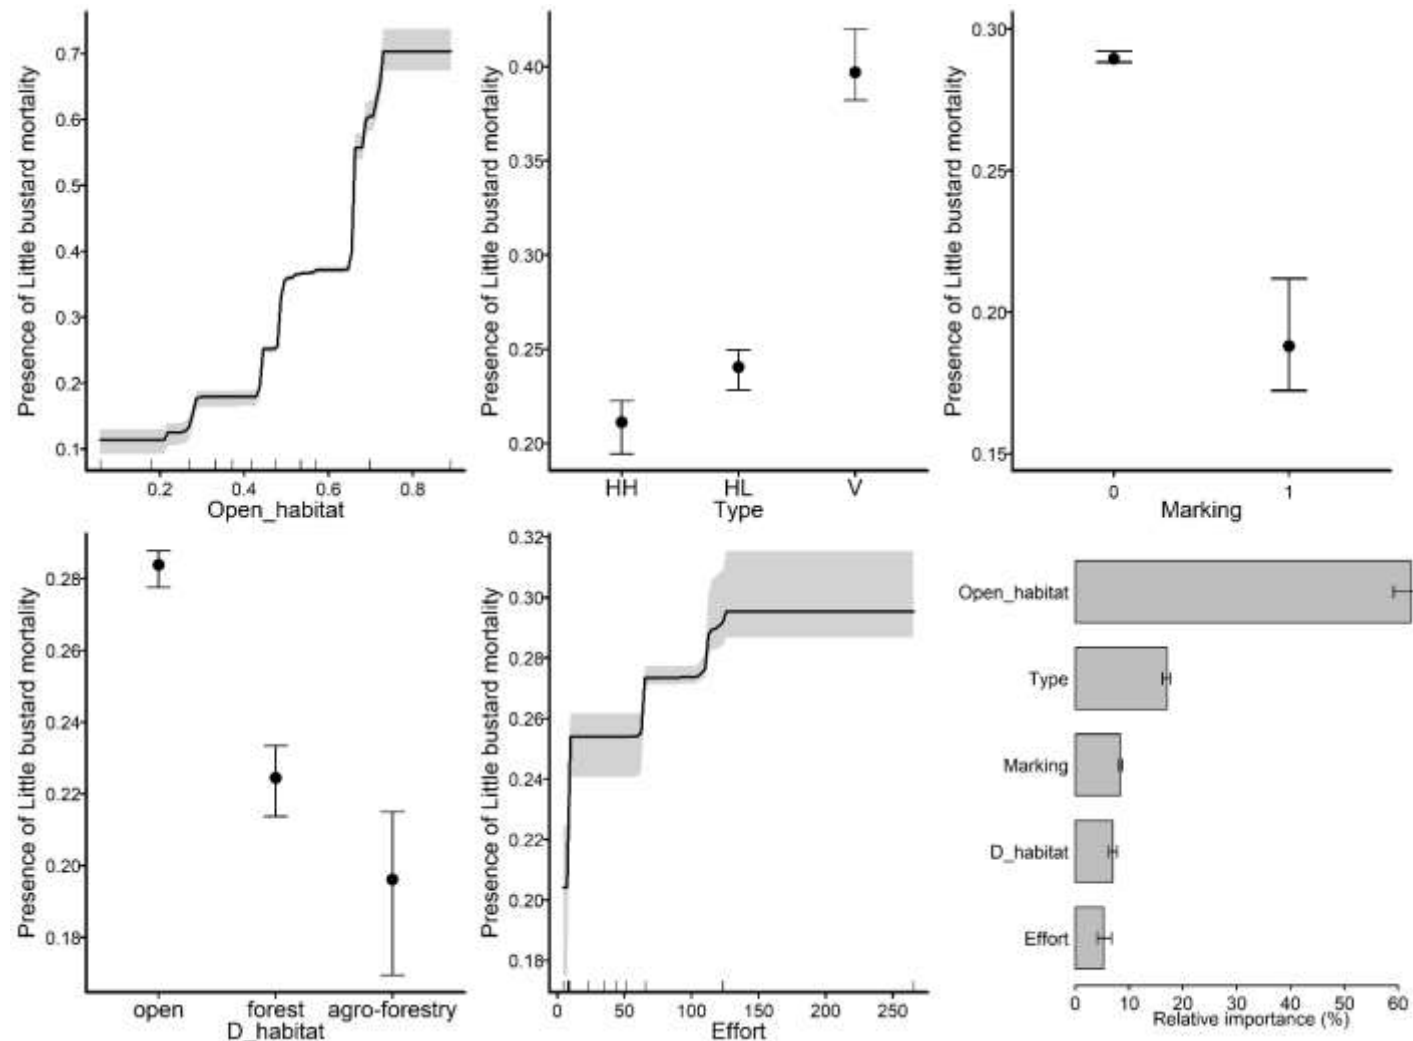 Presence of Little bustard mortality
0.7
0.6
0.5
0.4
0.3
0.2
0.1
0.2 0.4 0.6 0.8
Open_habitat
Presence of Little bustard mortality
0.40
0.35
0.30
0.25
0.20
HH HL V
Type
Presence of Little bustard mortality
0.30
0.25
0.20
0.15
0 1
Marking
Presence of Little bustard mortality
0.28
0.26
0.24
0.22
0.20
0.18
open forest agro-forestry
D_habitat
Presence of Little bustard mortality
0.32
0.30
0.28
0.26
0.24
0.22
0.20
0.18
0 50 100 150 200 250
Effort
Open_habitat
Type
Marking
D_habitat
Effort
0 10 20 30 40 50 60
Relative importance (%)